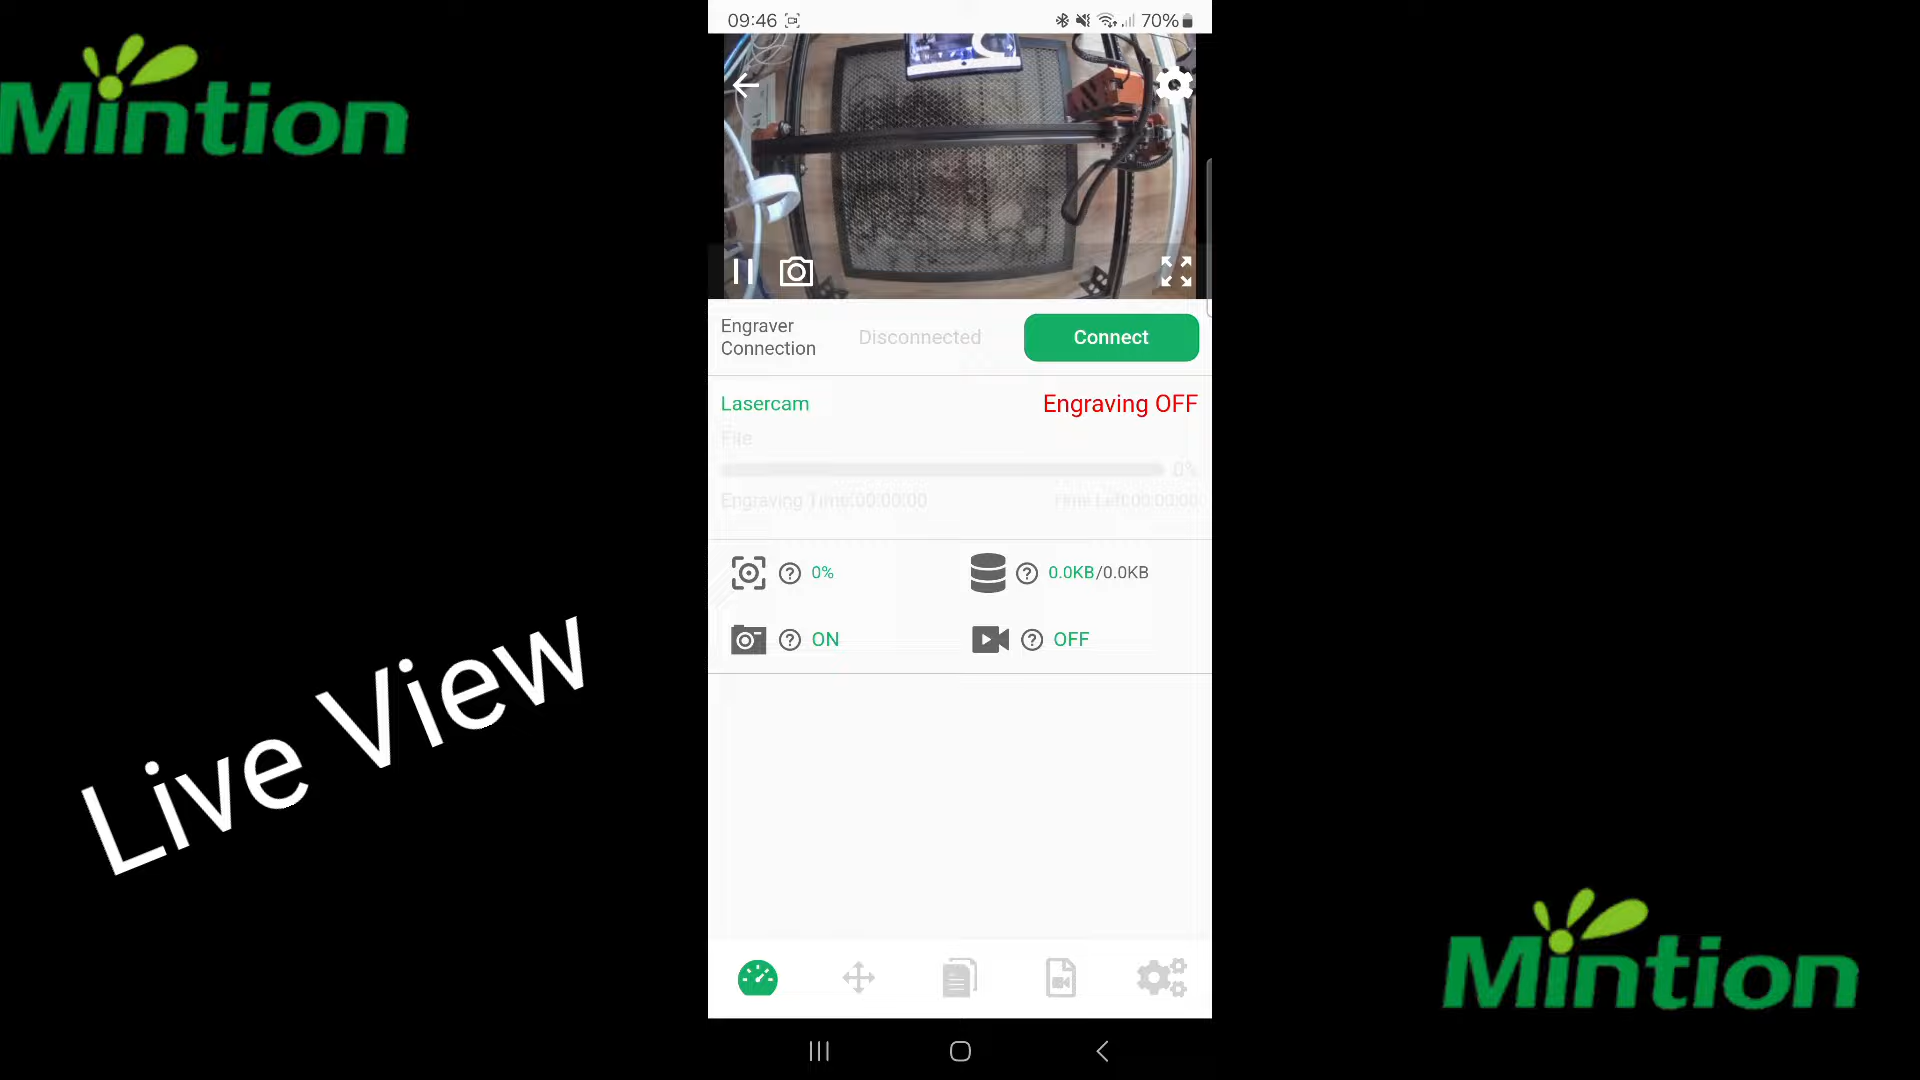 Mintion
09:46
70%
Engraver
Connection
Disconnected
Connect
Lasercam
Engraving OFF
File
0%
Engraving Time:00:00:00
Time Left:00:00:00
0%
0.0KB/0.0KB
ON
OFF
Live View
Mintion